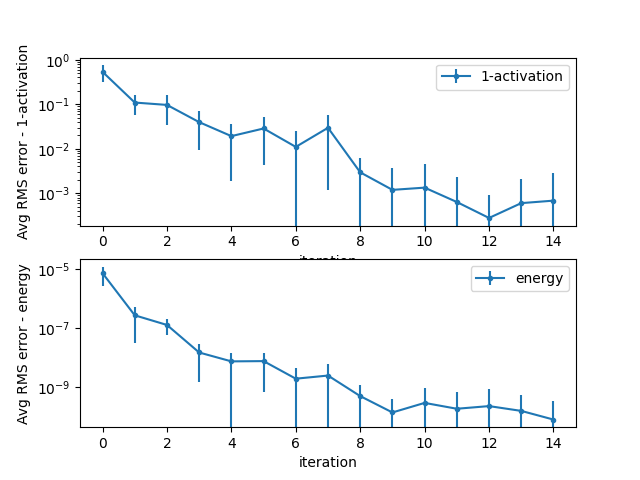 Avg RMS error - 1-activation
10^0
10^-1
10^-2
10^-3
1-activation
0 2 4 6 8 10 12 14
iteration
Avg RMS error - energy
10^-5
10^-7
10^-9
energy
0 2 4 6 8 10 12 14
iteration